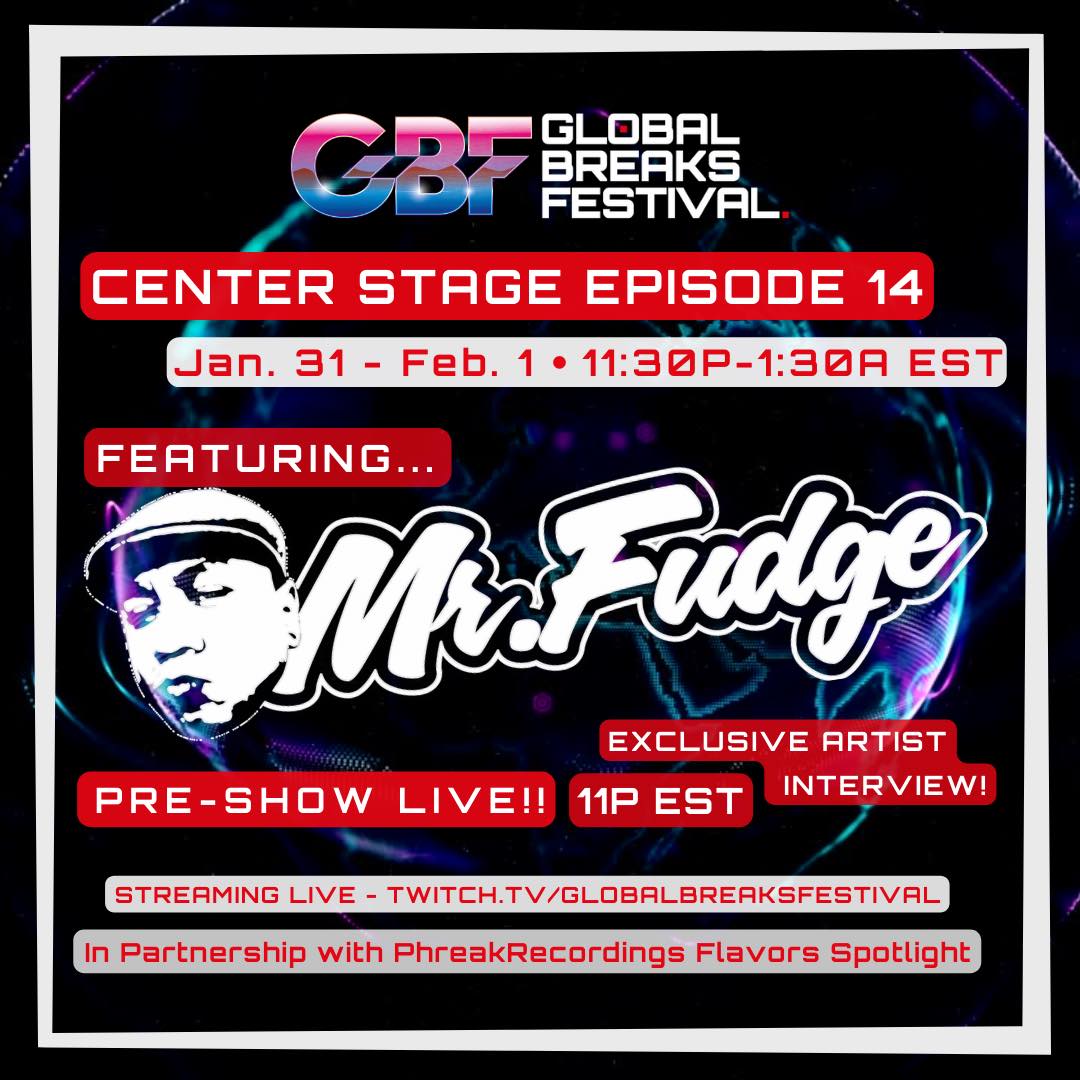 GBF
GLOBAL
BREAKS
FESTIVAL.
CENTER STAGE EPISODE 14
Jan. 31 - Feb. 1 • 11:30P-1:30A EST
FEATURING...
Mr. Fudge
EXCLUSIVE ARTIST
INTERVIEW!
PRE-SHOW LIVE!! 11P EST
STREAMING LIVE - TWITCH.TV/GLOBALBREAKSFESTIVAL
In Partnership with PhreakRecordings Flavors Spotlight